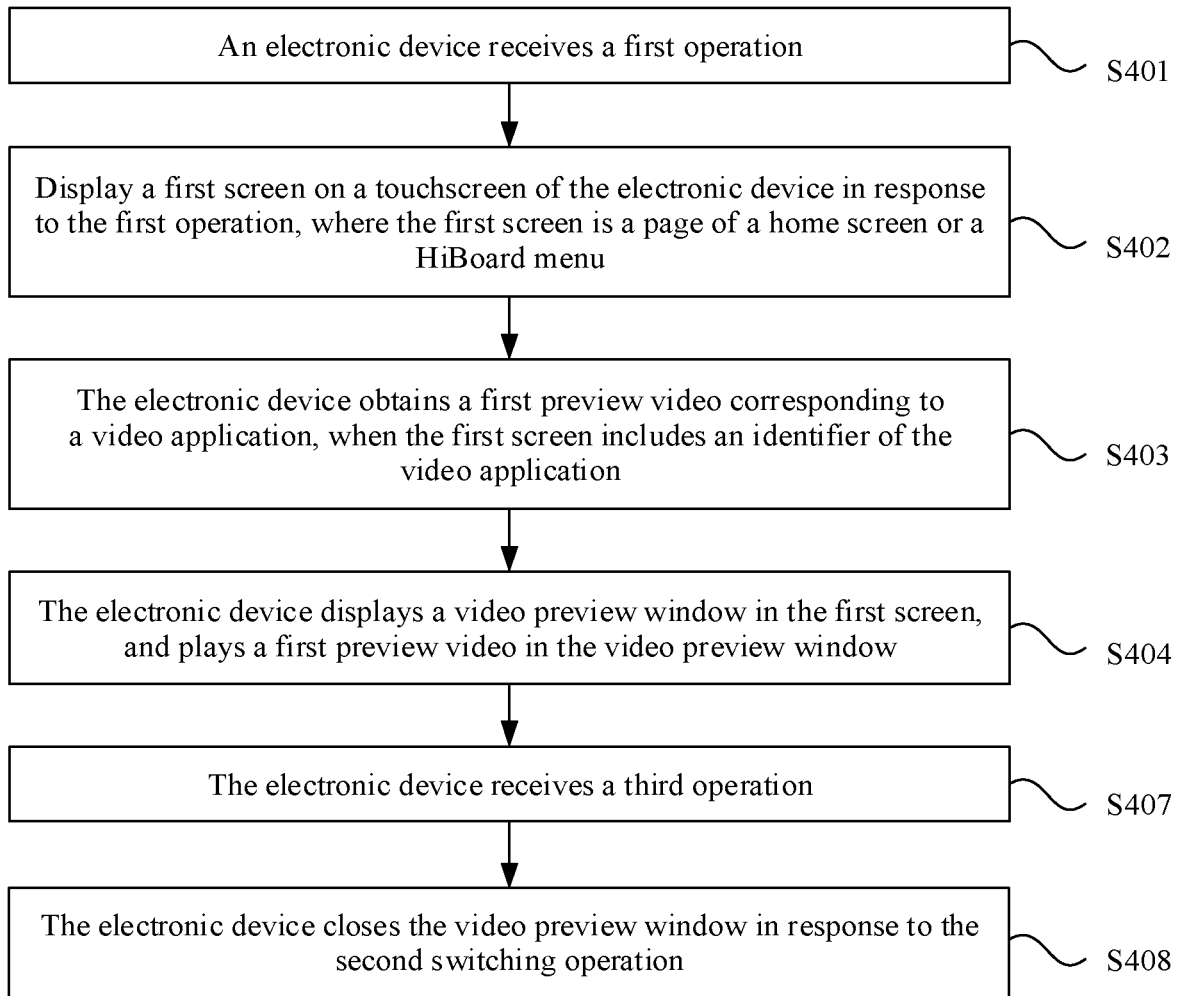 An electronic device receives a first operation
S401
Display a first screen on a touchscreen of the electronic device in response
to the first operation, where the first screen is a page of a home screen or a
HiBoard menu
S402
The electronic device obtains a first preview video corresponding to
a video application, when the first screen includes an identifier of the
video application
S403
The electronic device displays a video preview window in the first screen,
and plays a first preview video in the video preview window
S404
The electronic device receives a third operation
S407
The electronic device closes the video preview window in response to the
second switching operation
S408